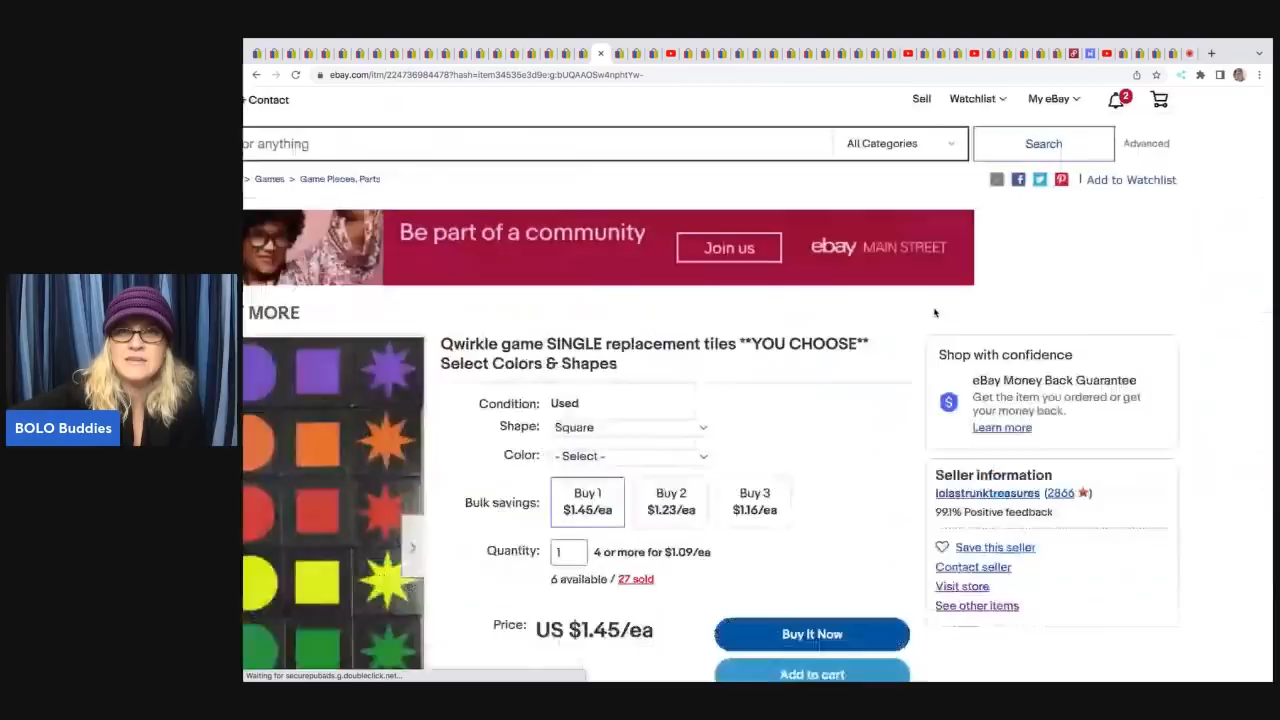 ebay.com/itm/224736984478?hash=item34535e3d9e:g:bUQAAOSw4nphtYw-
Contact
Sell
Watchlist
My eBay
2
or anything
All Categories
Search
Advanced
> Games > Game Pieces, Parts
Add to Watchlist
Be part of a community
Join us
ebay MAIN STREET
MORE
Qwirkle game SINGLE replacement tiles **YOU CHOOSE**
Select Colors & Shapes
Condition: Used
Shape: Square
Color: - Select -
Bulk savings:
Buy 1
$1.45/ea
Buy 2
$1.23/ea
Buy 3
$1.16/ea
Quantity: 1 4 or more for $1.09/ea
6 available / 27 sold
Price: US $1.45/ea
Buy It Now
Add to cart
Shop with confidence
eBay Money Back Guarantee
Get the item you ordered or get
your money back.
Learn more
Seller information
lolastrunktreasures (2866)
99.1% Positive feedback
Save this seller
Contact seller
Visit store
See other items
BOLO Buddies
Waiting for securepubads.g.doubleclick.net...